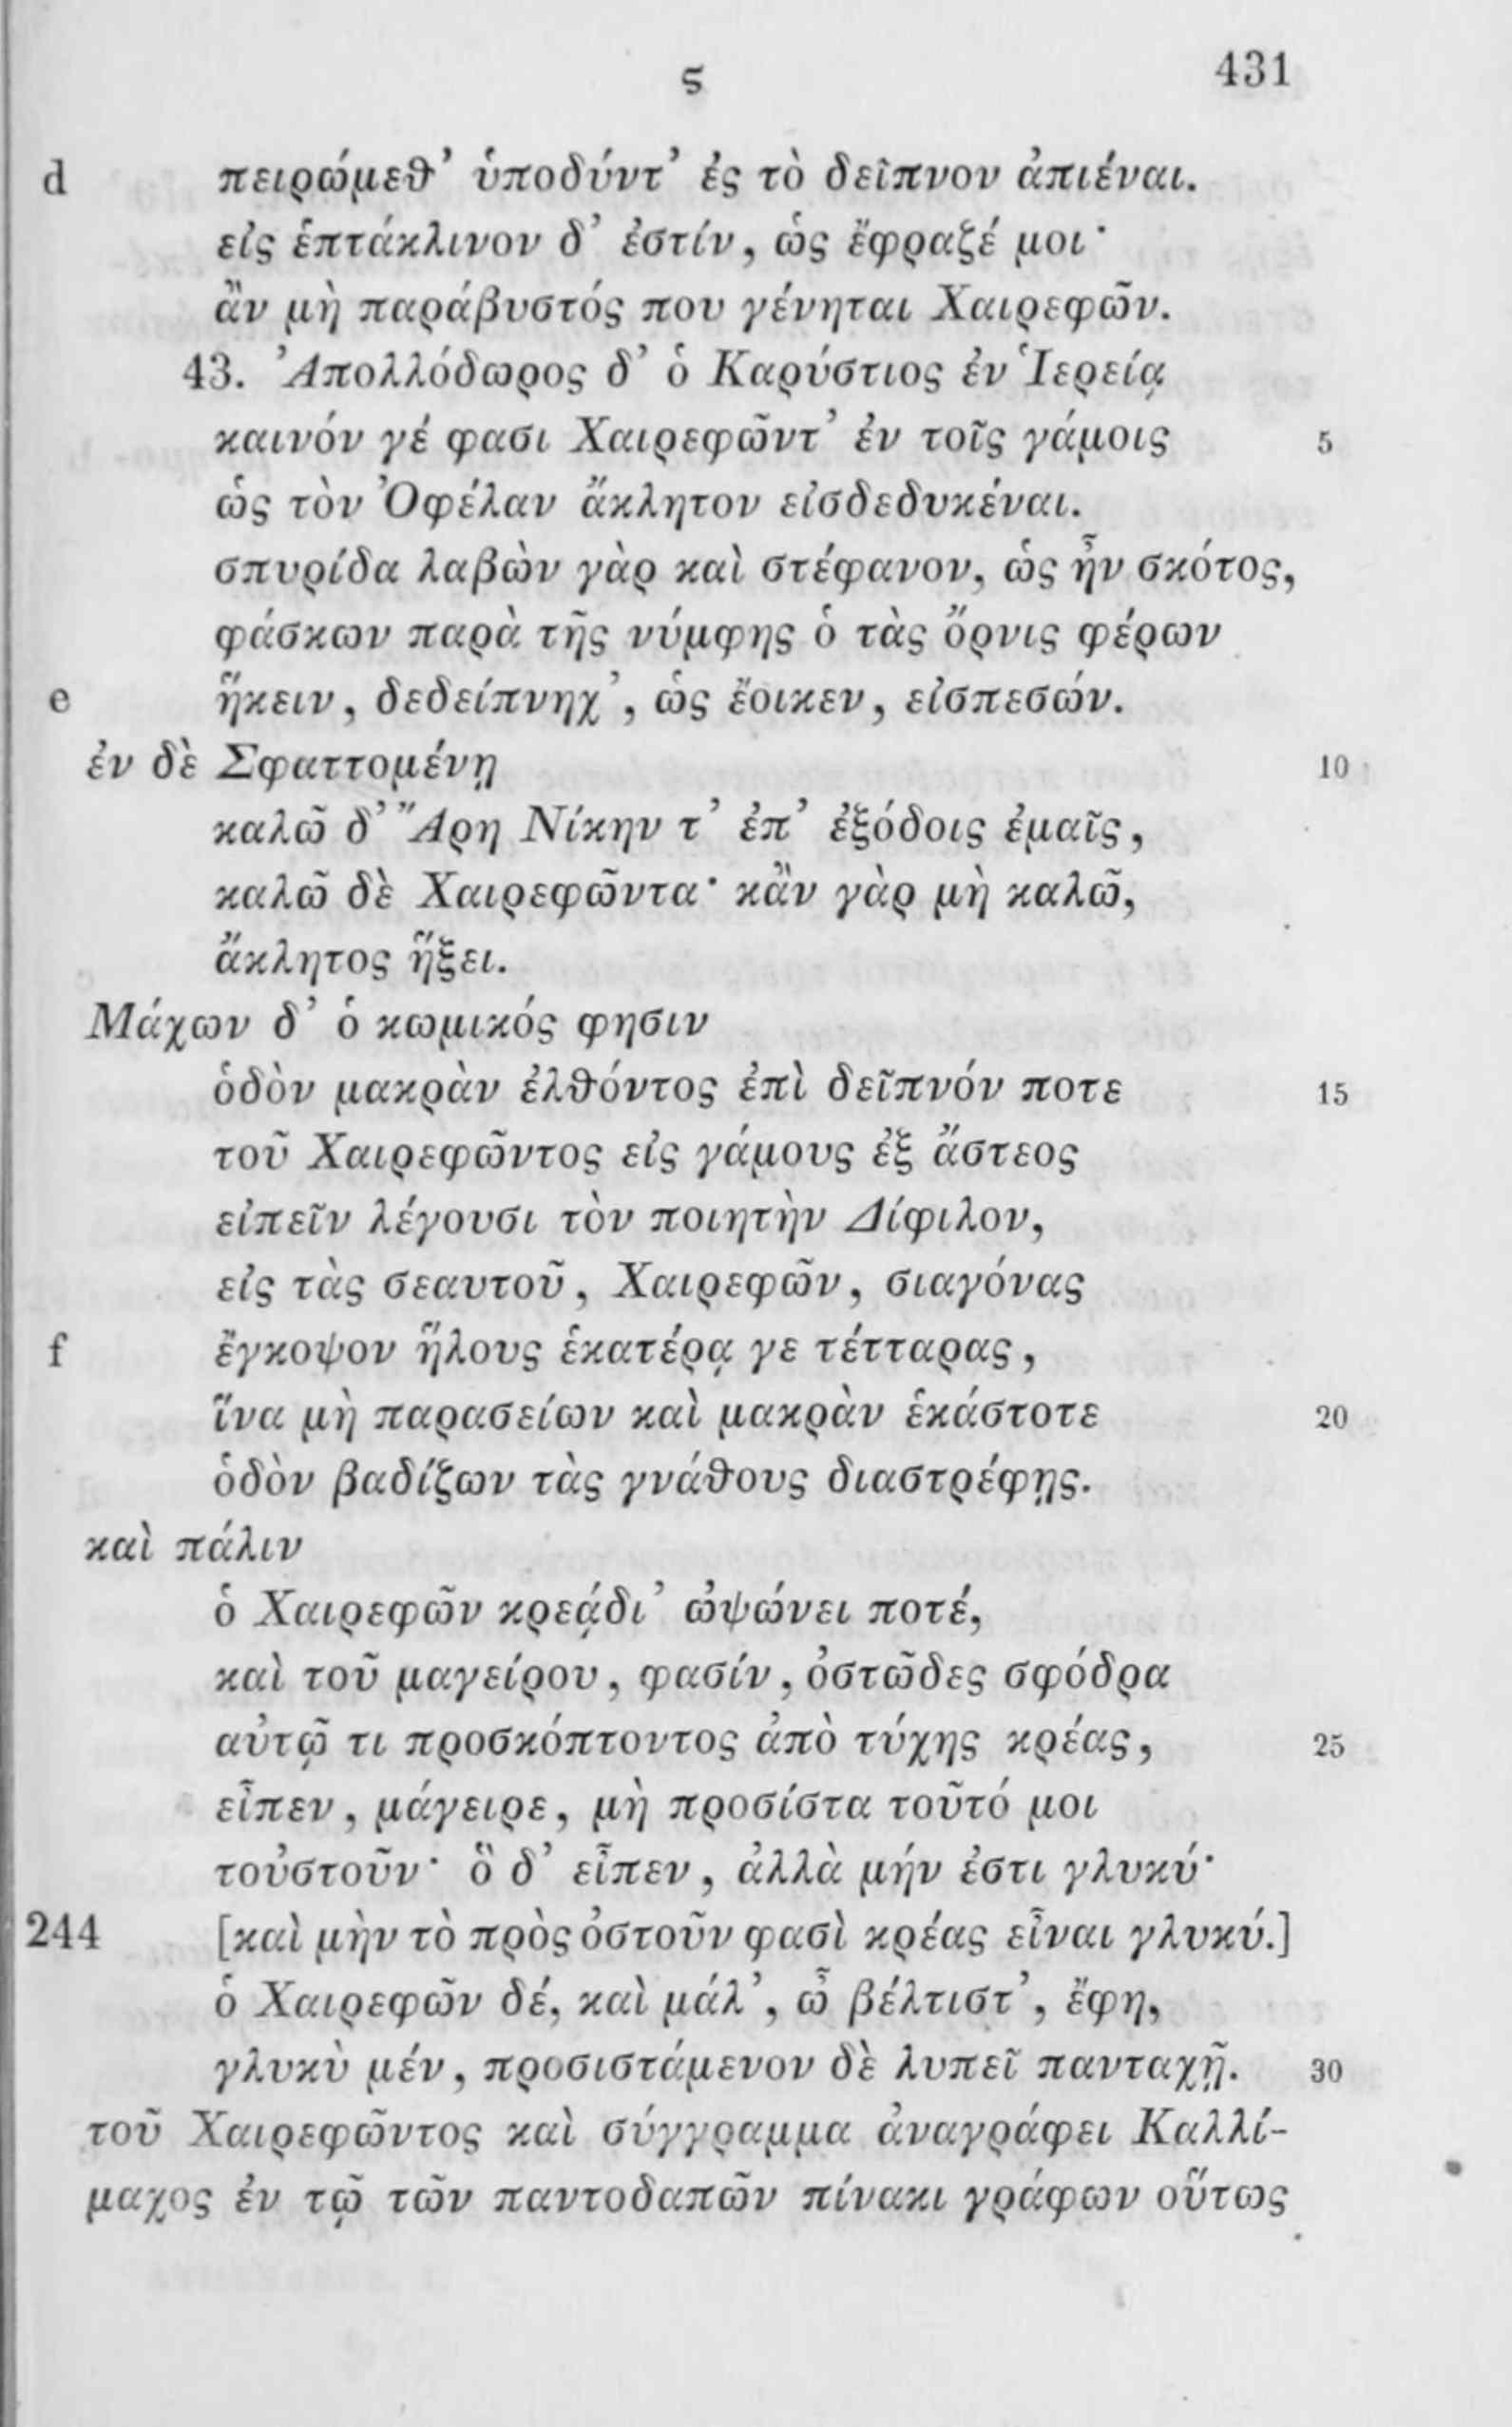 ς 431
d πειρώμεθ’ ὑποδύντ’ ἐς τὸ δεῖπνον ἀπιέναι.
εἰς ἑπτάκλινον δ’ ἐστίν, ὡς ἔφραζέ μοι·
ἂν μὴ παράβυστός που γένηται Χαιρεφῶν.
43. Ἀπολλόδωρος δ’ ὁ Καρύστιος ἐν Ἱερείᾳ
καινόν γέ φασι Χαιρεφῶντ’ ἐν τοῖς γάμοις 5
ὡς τὸν Ὀφέλαν ἄκλητον εἰσδεδυκέναι.
σπυρίδα λαβὼν γὰρ καὶ στέφανον, ὡς ἦν σκότος,
φάσκων παρὰ τῆς νύμφης ὁ τὰς ὄρνις φέρων
e ἥκειν, δεδείπνηχ’, ὡς ἔοικεν, εἰσπεσών.
ἐν δὲ Σφαττομένῃ 10
καλῶ δ’ Ἄρη Νίκην τ’ ἐπ’ ἐξόδοις ἐμαῖς,
καλῶ δὲ Χαιρεφῶντα· κἂν γὰρ μὴ καλῶ,
ἄκλητος ἥξει.
Μάχων δ’ ὁ κωμικός φησιν
ὁδὸν μακρὰν ἐλθόντος ἐπὶ δεῖπνόν ποτε 15
τοῦ Χαιρεφῶντος εἰς γάμους ἐξ ἄστεος
εἰπεῖν λέγουσι τὸν ποιητὴν Δίφιλον,
εἰς τὰς σεαυτοῦ, Χαιρεφῶν, σιαγόνας
f ἔγκοψον ἥλους ἑκατέρᾳ γε τέτταρας,
ἵνα μὴ παρασείων καὶ μακρὰν ἑκάστοτε 20
ὁδὸν βαδίζων τὰς γνάθους διαστρέφῃς.
καὶ πάλιν
ὁ Χαιρεφῶν κρεᾴδι’ ὠψώνει ποτέ,
καὶ τοῦ μαγείρου, φασίν, ὀστῶδες σφόδρα
αὐτῷ τι προσκόπτοντος ἀπὸ τύχης κρέας, 25
εἶπεν, μάγειρε, μὴ προσίστα τοῦτό μοι
τοὐστοῦν· ὃ δ’ εἶπεν, ἀλλὰ μήν ἐστι γλυκύ·
244 [καὶ μὴν τὸ πρὸς ὀστοῦν φασὶ κρέας εἶναι γλυκύ.]
ὁ Χαιρεφῶν δέ, καὶ μάλ’, ὦ βέλτιστ’, ἔφη,
γλυκὺ μέν, προσιστάμενον δὲ λυπεῖ πανταχῇ. 30
τοῦ Χαιρεφῶντος καὶ σύγγραμμα ἀναγράφει Καλλί-
μαχος ἐν τῷ τῶν παντοδαπῶν πίνακι γράφων οὕτως